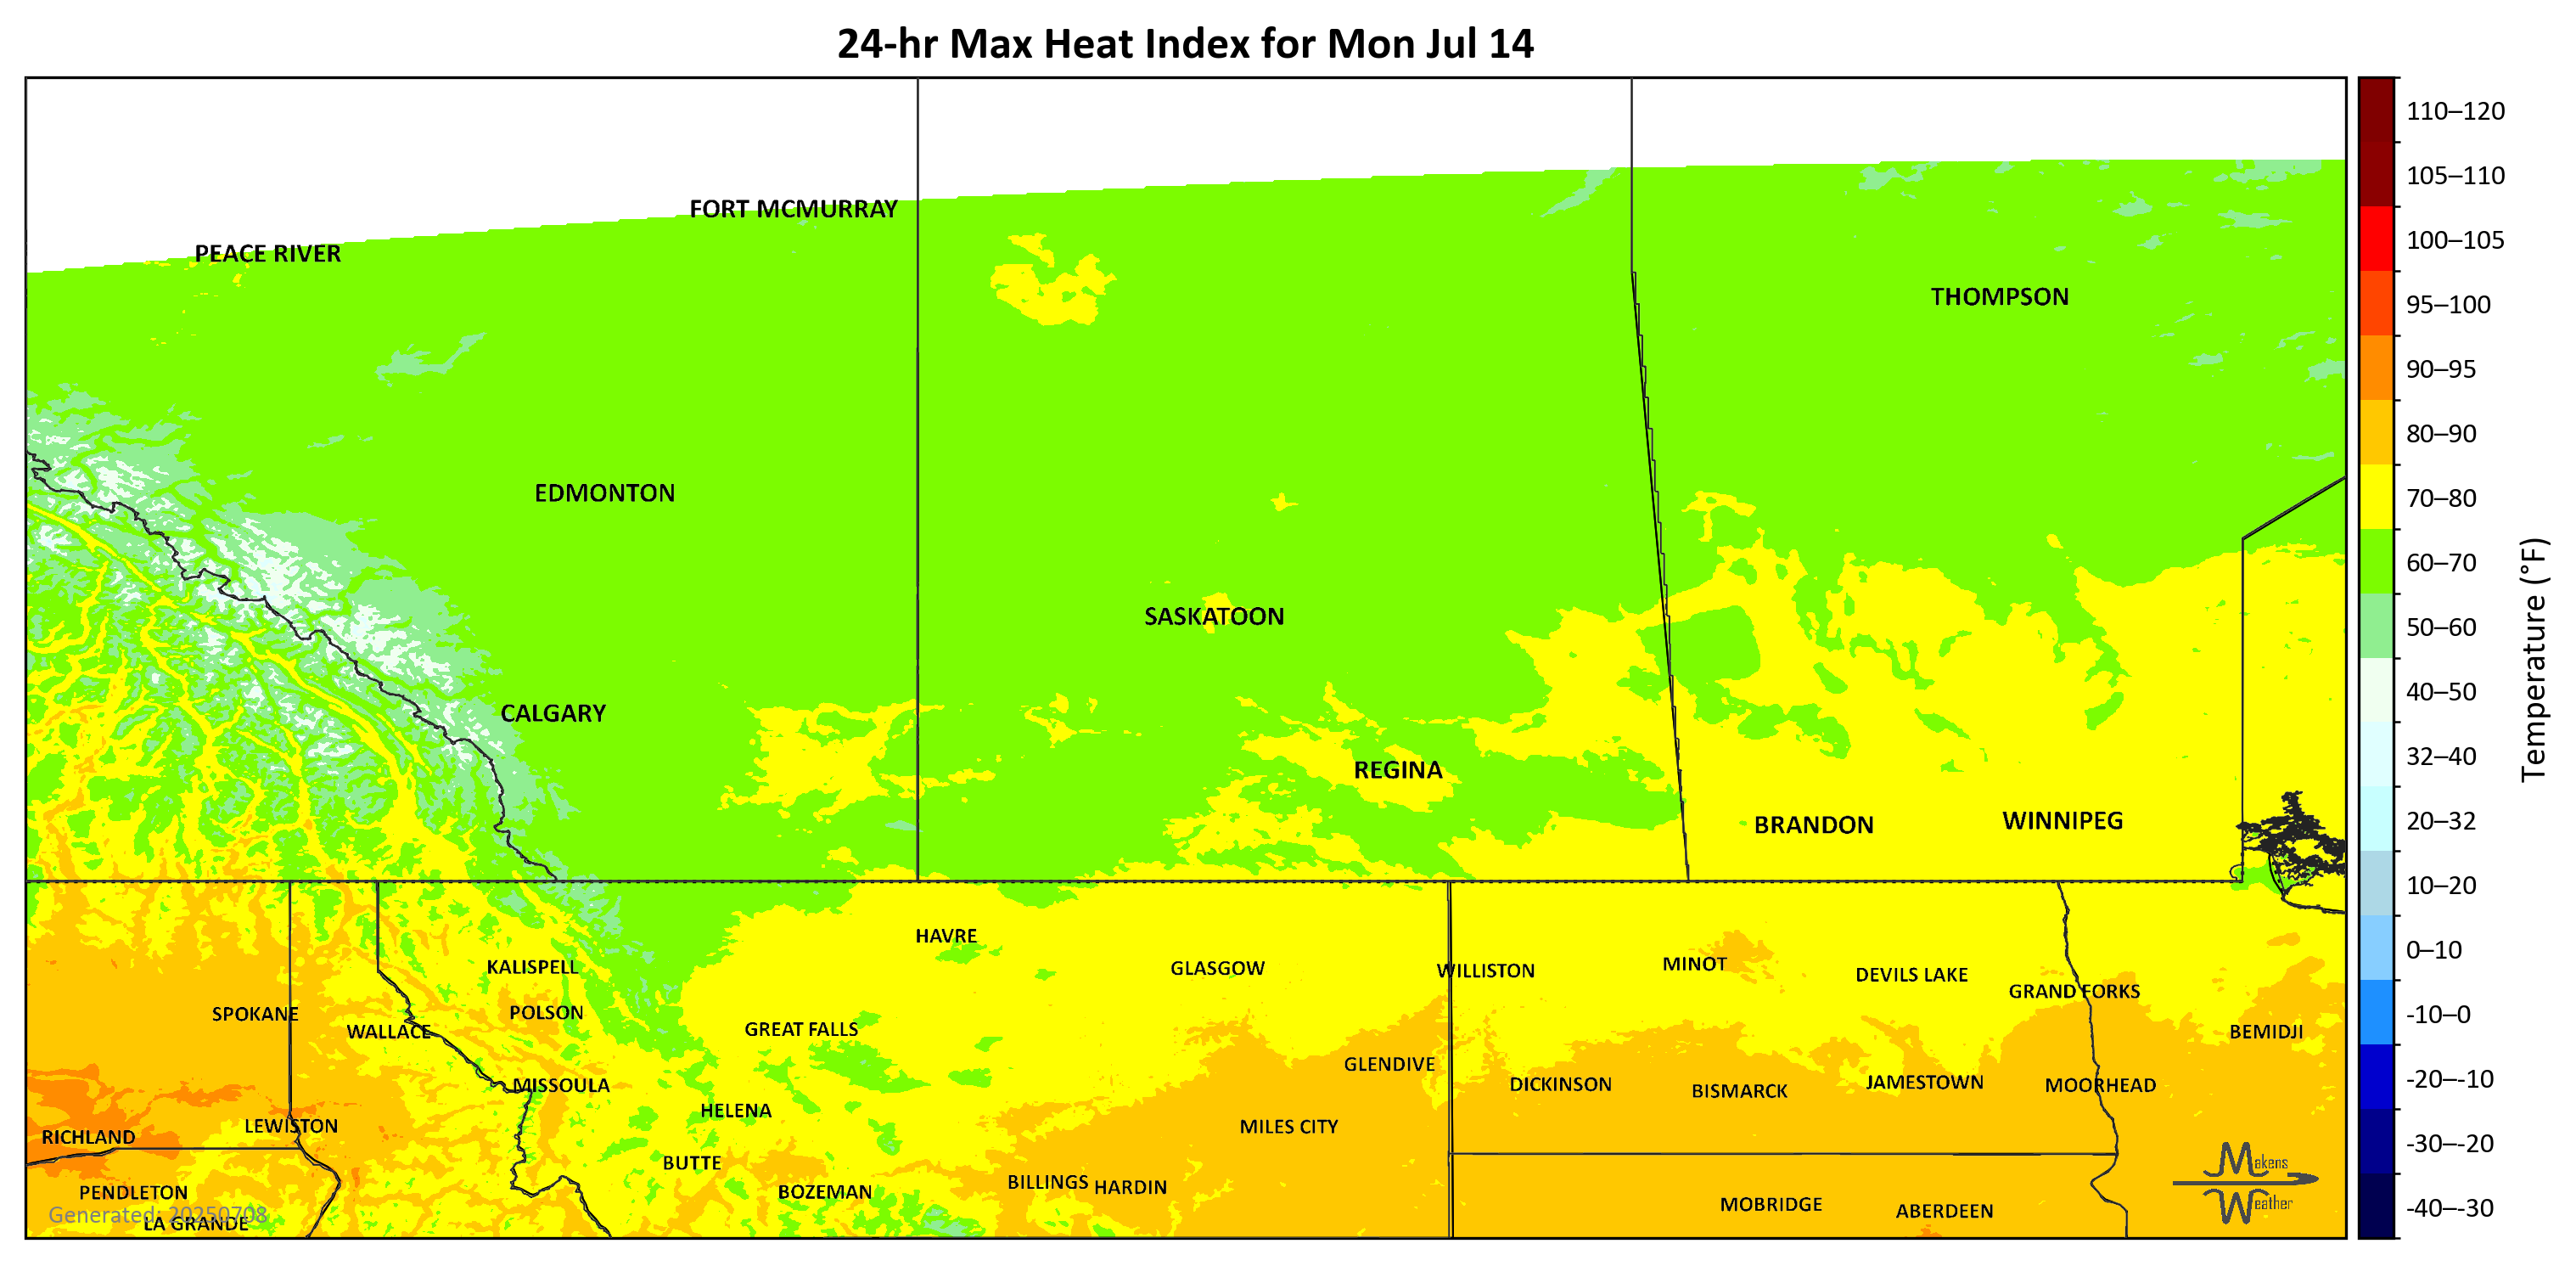 24-hr Max Heat Index for Mon Jul 14
110–120
105–110
FORT MCMURRAY
100–105
PEACE RIVER
THOMPSON
95–100
90–95
80–90
EDMONTON
70–80
60–70
SASKATOON
50–60
Temperature (°F)
40–50
CALGARY
32–40
REGINA
BRANDON
WINNIPEG
20–32
10–20
HAVRE
0–10
KALISPELL
GLASGOW
WILLISTON
MINOT
DEVILS LAKE
GRAND FORKS
SPOKANE
POLSON
-10–0
WALLACE
GREAT FALLS
BEMIDJI
GLENDIVE
-20–-10
MISSOULA
DICKINSON
BISMARCK
JAMESTOWN
MOORHEAD
HELENA
LEWISTON
MILES CITY
RICHLAND
-30–-20
BUTTE
Makens
PENDLETON
BOZEMAN
BILLINGS
HARDIN
Weather
MOBRIDGE
ABERDEEN
-40–-30
Generated: 20250708
LA GRANDE